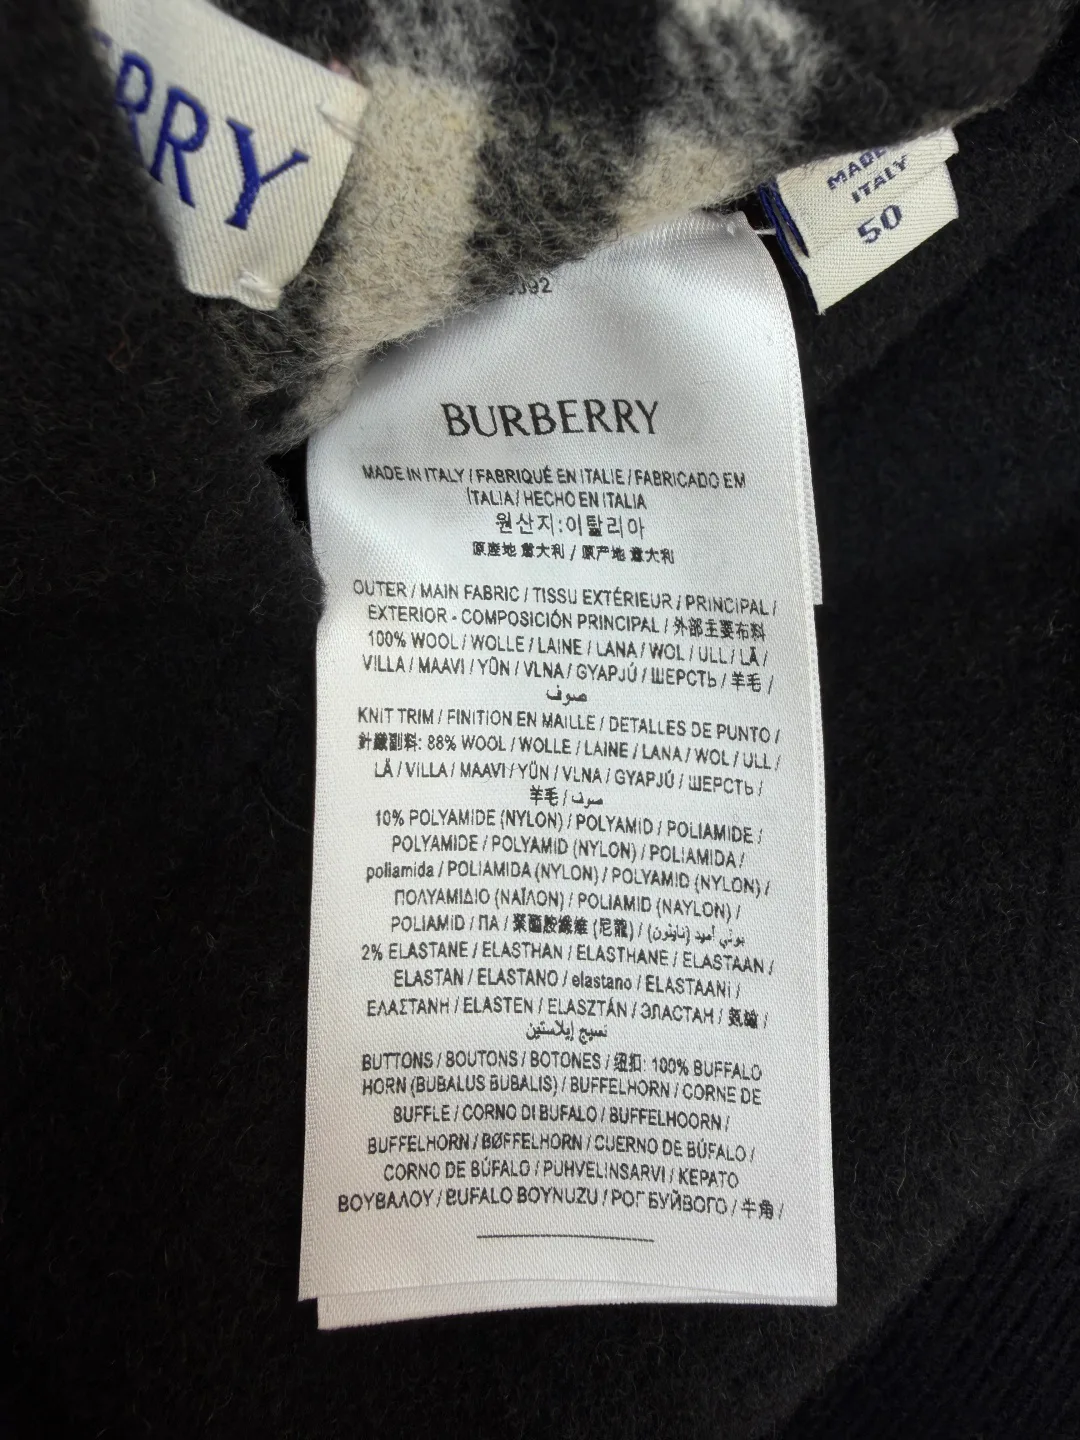 RRY
MADE
ITALY
50
BURBERRY
MADE IN ITALY / FABRIQUÉ EN ITALIE / FABRICADO EM
ITALIA / HECHO EN ITALIA
원산지:이탈리아
原産地 意大利 / 原产地 意大利
OUTER / MAIN FABRIC / TISSU EXTÉRIEUR / PRINCIPAL /
EXTERIOR - COMPOSICIÓN PRINCIPAL / 外部主要布料
100% WOOL / WOLLE / LAINE / LANA / WOL / ULL / LÃ /
VILLA / MAAVI / YÜN / VLNA / GYAPJÚ / ШЕРСТЬ / 羊毛 /
صوف
KNIT TRIM / FINITION EN MAILLE / DETALLES DE PUNTO /
針織副料: 88% WOOL / WOLLE / LAINE / LANA / WOL / ULL /
LÃ / VILLA / MAAVI / YÜN / VLNA / GYAPJÚ / ШЕРСТЬ /
羊毛 / صوف
10% POLYAMIDE (NYLON) / POLYAMID / POLIAMIDE /
POLYAMIDE / POLYAMID (NYLON) / POLIAMIDA /
poliamida / POLIAMIDA (NYLON) / POLYAMID (NYLON) /
ΠΟΛΥΑΜΙΔΙΟ (ΝΑΪΛΟΝ) / POLIAMID (NAYLON) /
POLIAMID / ПА / 聚醯胺纖維 (尼龍) / بولي أميد (نايلون)
2% ELASTANE / ELASTHAN / ELASTHANE / ELASTAAN /
ELASTAN / ELASTANO / elastano / ELASTAANI /
ΕΛΑΣΤΑΝΗ / ELASTEN / ELASZTÁN / ЭЛАСТАН / 氨綸 /
نسيج إيلاستين
BUTTONS / BOUTONS / BOTONES / 纽扣: 100% BUFFALO
HORN (BUBALUS BUBALIS) / BUFFELHORN / CORNE DE
BUFFLE / CORNO DI BUFALO / BUFFELHOORN /
BUFFELHORN / BØFFELHORN / CUERNO DE BÚFALO /
CORNO DE BÚFALO / PUHVELINSARVI / ΚΕΡΑΤΟ
ΒΟΥΒΑΛΟΥ / BUFALO BOYNUZU / РОГ БУЙВОГО / 牛角 /